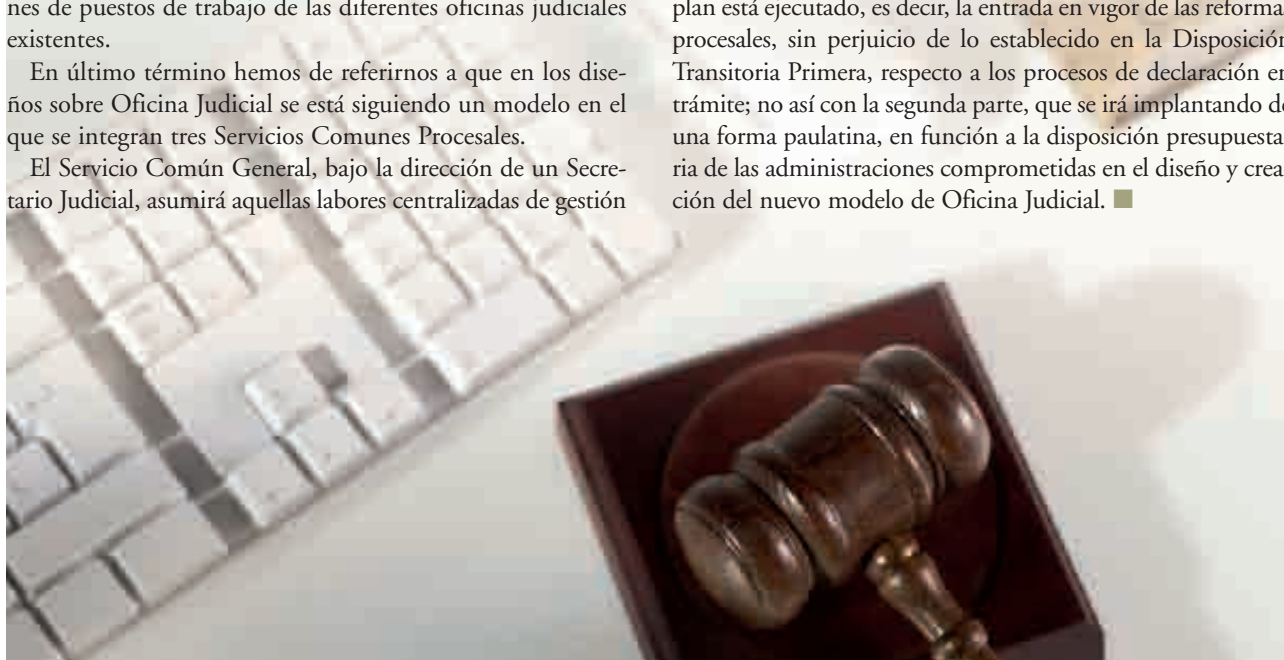 nes de puestos de trabajo de las diferentes oficinas judiciales
existentes.
En último término hemos de referirnos a que en los dise-
ños sobre Oficina Judicial se está siguiendo un modelo en el
que se integran tres Servicios Comunes Procesales.
El Servicio Común General, bajo la dirección de un Secre-
tario Judicial, asumirá aquellas labores centralizadas de gestión
plan está ejecutado, es decir, la entrada en vigor de las reforma
procesales, sin perjuicio de lo establecido en la Disposición
Transitoria Primera, respecto a los procesos de declaración en
trámite; no así con la segunda parte, que se irá implantando de
una forma paulatina, en función a la disposición presupuesta
ria de las administraciones comprometidas en el diseño y crea
ción del nuevo modelo de Oficina Judicial.